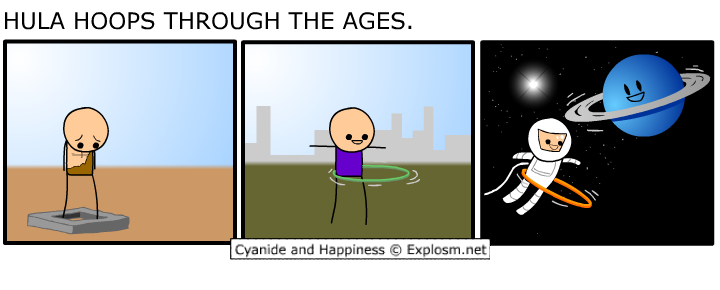 HULA HOOPS THROUGH THE AGES.
Cyanide and Happiness © Explosm.net